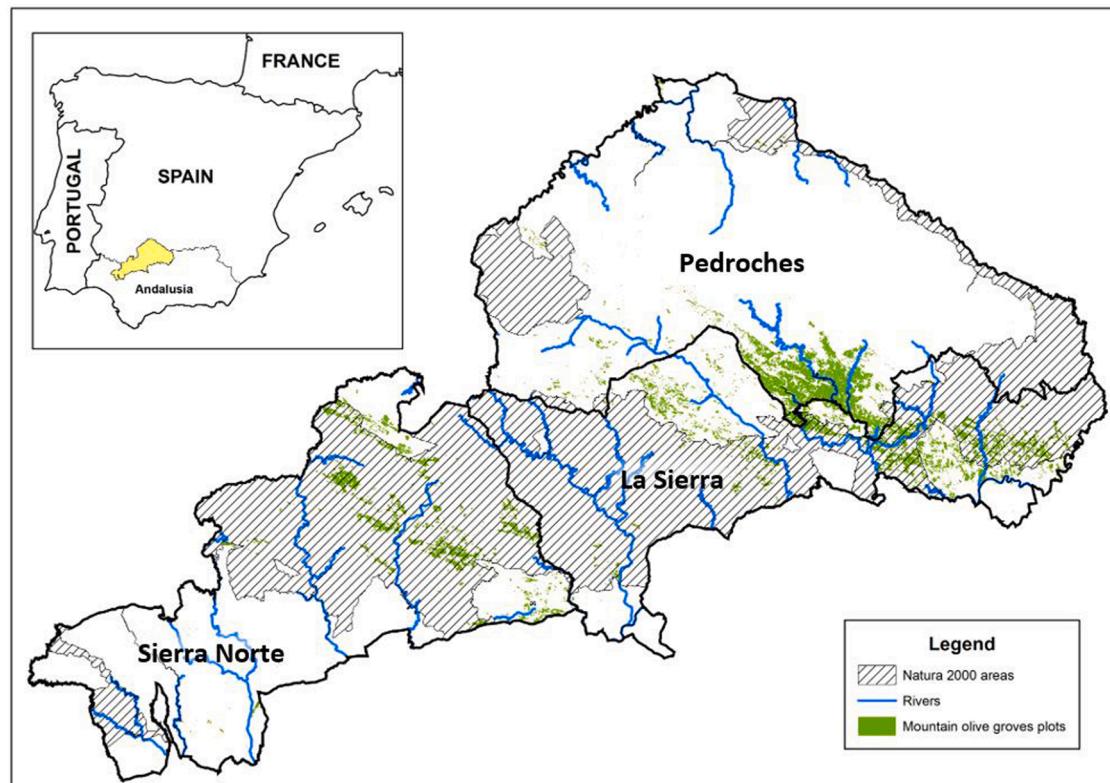 FRANCE
SPAIN
PORTUGAL
Andalusia
Pedroches
La Sierra
Sierra Norte
Legend
Natura 2000 areas
Rivers
Mountain olive groves plots